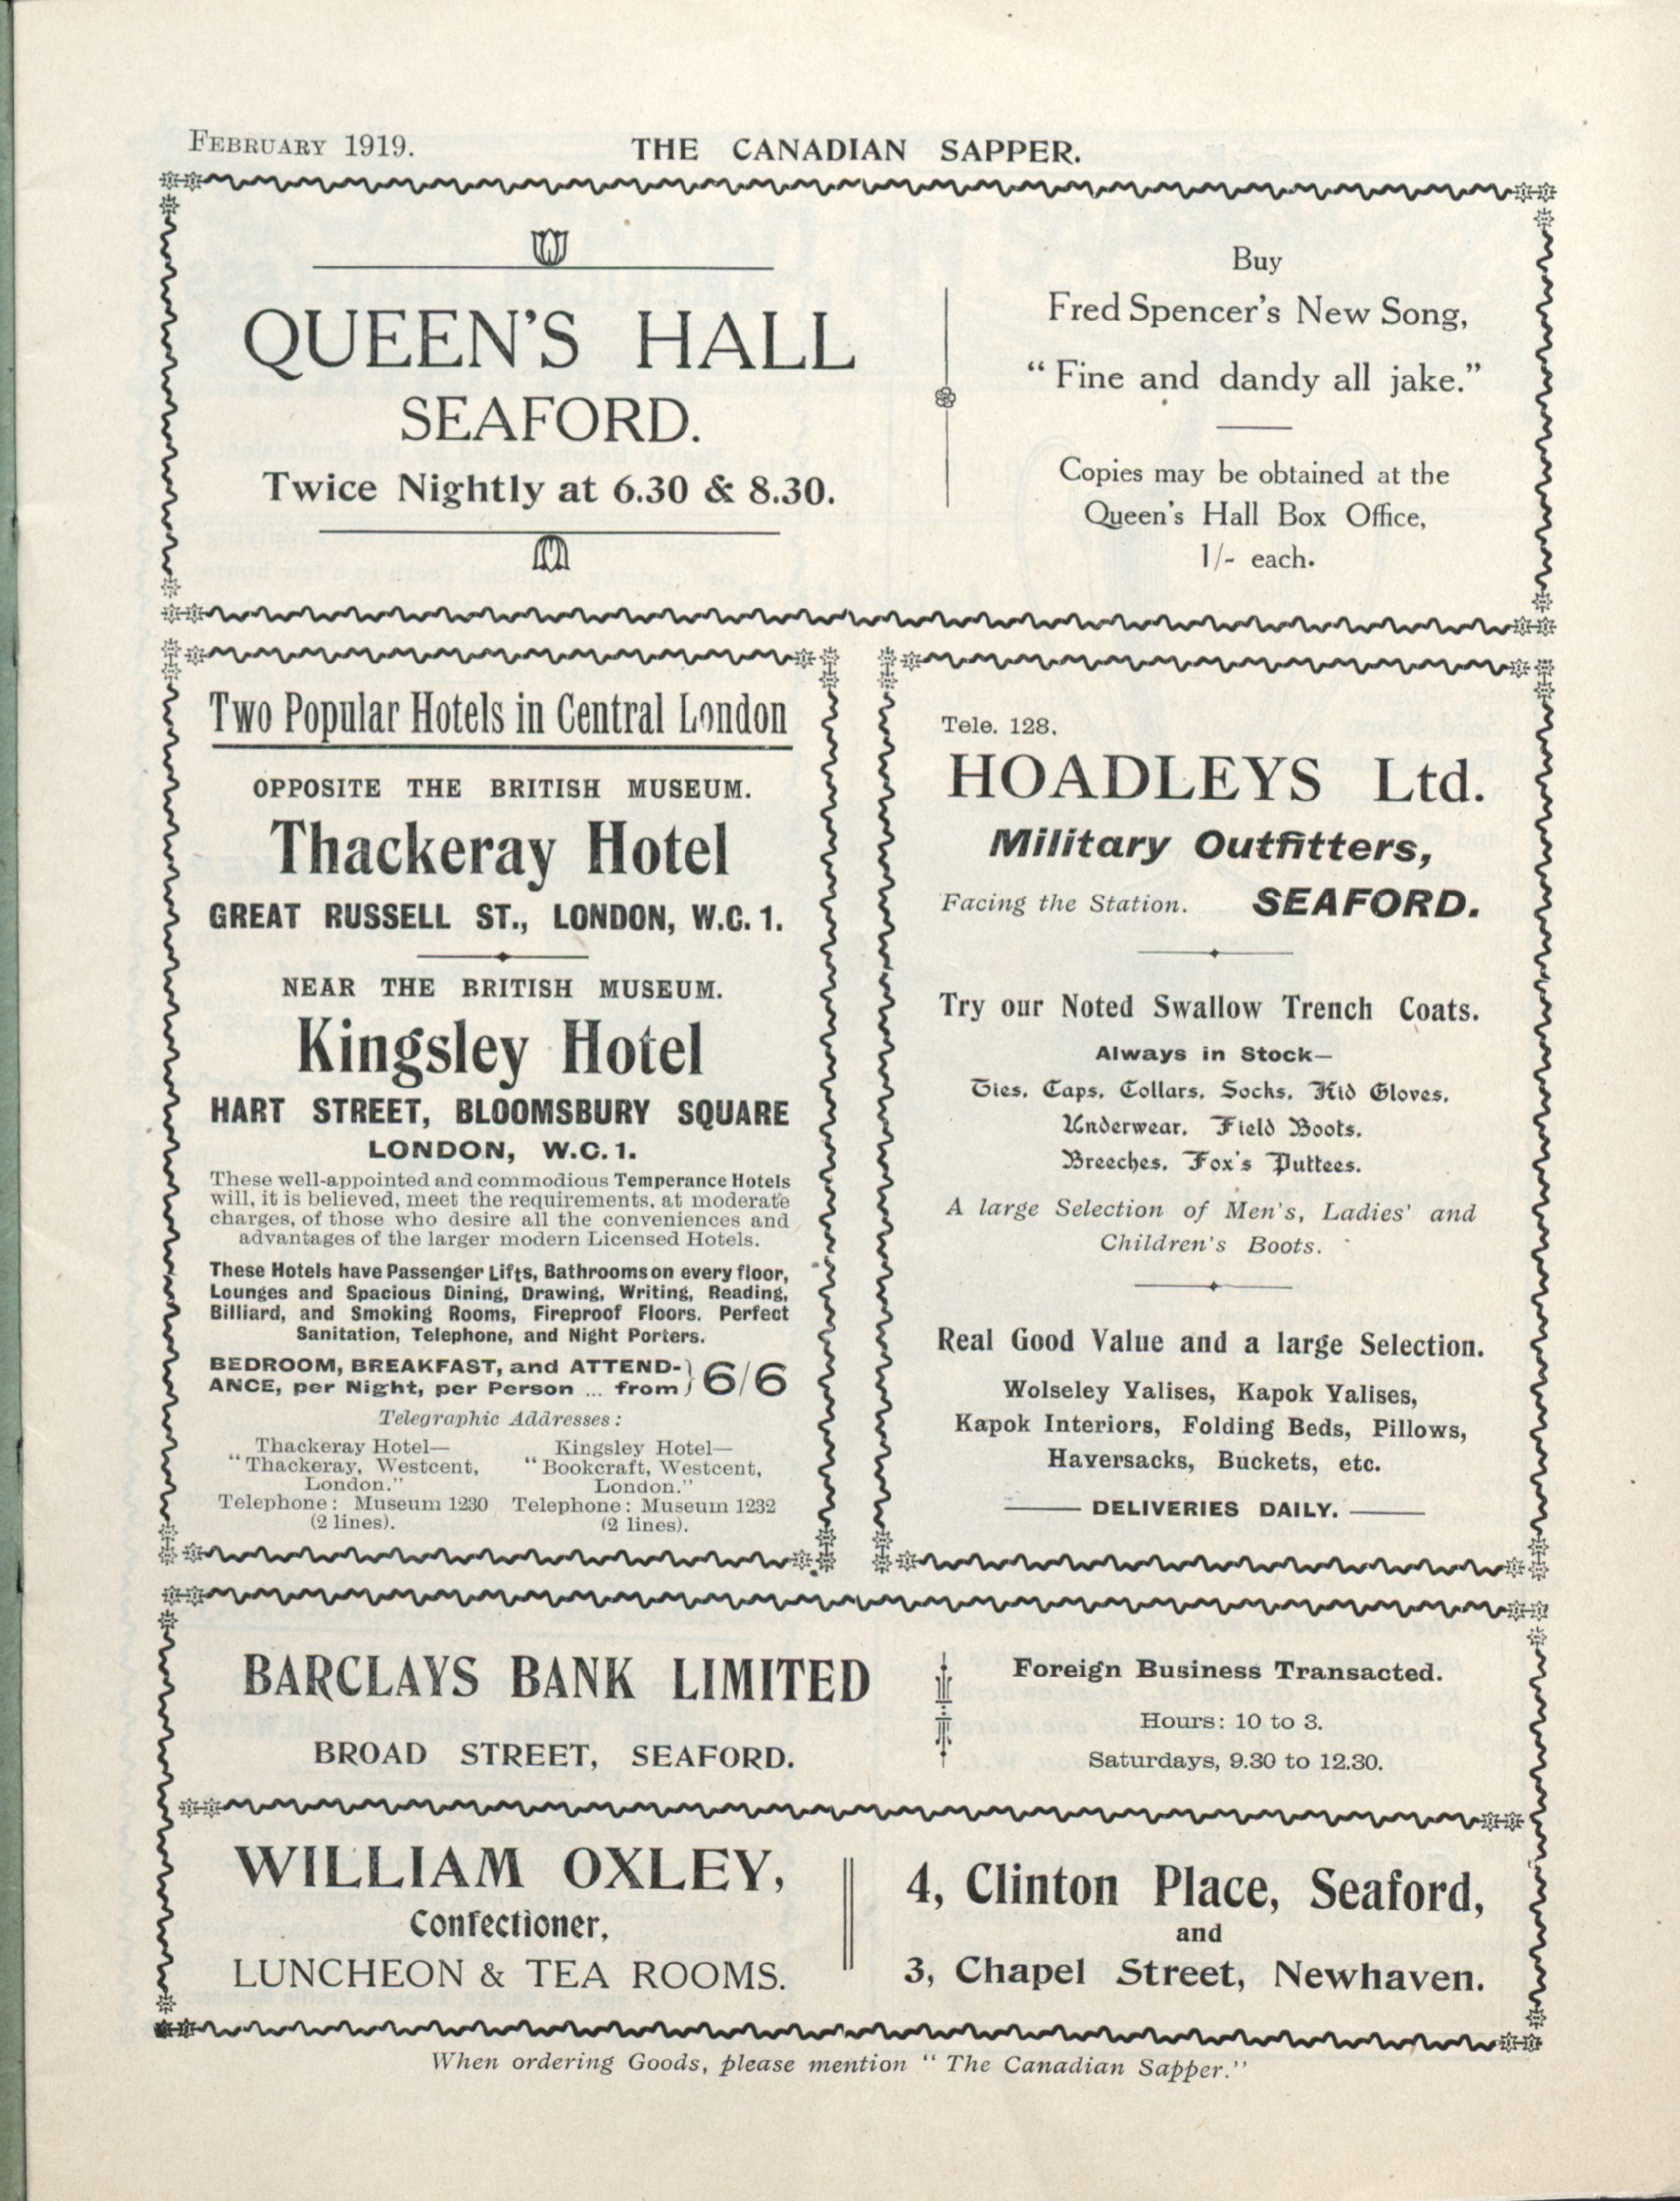 FEBRUARY 1919.
THE CANADIAN SAPPER.
QUEEN'S HALL
SEAFORD.
Twice Nightly at 6.30 & 8.30.
Buy
Fred Spencer's New Song,
“Fine and dandy all jake.”
Copies may be obtained at the
Queen's Hall Box Office,
1/- each.
Two Popular Hotels in Central London
OPPOSITE THE BRITISH MUSEUM.
Thackeray Hotel
GREAT RUSSELL ST., LONDON, W.C. 1.
NEAR THE BRITISH MUSEUM.
Kingsley Hotel
HART STREET, BLOOMSBURY SQUARE
LONDON, W.C. 1.
These well-appointed and commodious Temperance Hotels
will, it is believed, meet the requirements, at moderate
charges, of those who desire all the conveniences and
advantages of the larger modern Licensed Hotels.
These Hotels have Passenger Lifts, Bathrooms on every floor,
Lounges and Spacious Dining, Drawing, Writing, Reading,
Billiard, and Smoking Rooms, Fireproof Floors. Perfect
Sanitation, Telephone, and Night Porters.
BEDROOM, BREAKFAST, and ATTEND-
ANCE, per Night, per Person ... from } 6/6
Telegraphic Addresses:
Thackeray Hotel—
“Thackeray, Westcent,
London.”
Telephone: Museum 1230
(2 lines).
Kingsley Hotel—
“Bookcraft, Westcent,
London.”
Telephone: Museum 1232
(2 lines).
Tele. 128.
HOADLEYS Ltd.
Military Outfitters,
Facing the Station. SEAFORD.
Try our Noted Swallow Trench Coats.
Always in Stock—
Ties, Caps, Collars, Socks, Kid Gloves,
Underwear, Field Boots,
Breeches, Fox's Puttees.
A large Selection of Men's, Ladies' and
Children's Boots.
Real Good Value and a large Selection.
Wolseley Valises, Kapok Valises,
Kapok Interiors, Folding Beds, Pillows,
Haversacks, Buckets, etc.
DELIVERIES DAILY.
BARCLAYS BANK LIMITED
BROAD STREET, SEAFORD.
Foreign Business Transacted.
Hours: 10 to 3.
Saturdays, 9.30 to 12.30.
WILLIAM OXLEY,
Confectioner,
LUNCHEON & TEA ROOMS.
4, Clinton Place, Seaford,
and
3, Chapel Street, Newhaven.
When ordering Goods, please mention “The Canadian Sapper.”